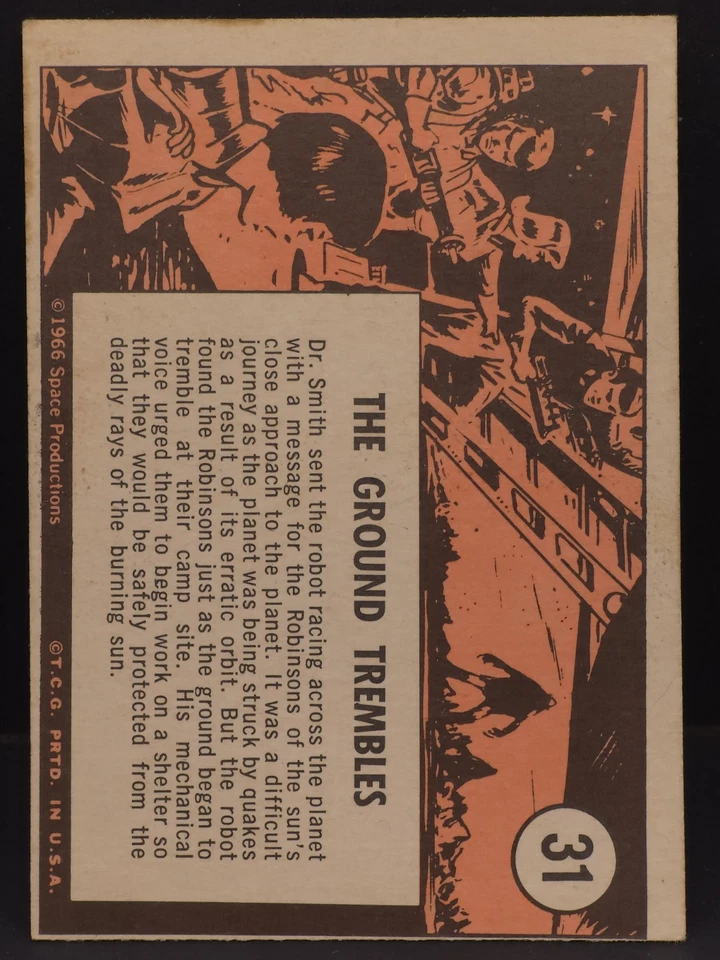 31
THE GROUND TREMBLES
Dr. Smith sent the robot racing across the planet
with a message for the Robinsons of the sun's
close approach to the planet. It was a difficult
journey as the planet was being struck by quakes
as a result of its erratic orbit. But the robot
found the Robinsons just as the ground began to
tremble at their camp site. His mechanical
voice urged them to begin work on a shelter so
that they would be safely protected from the
deadly rays of the burning sun.
© 1966 Space Productions ©T.C.G. PRTD. IN U.S.A.